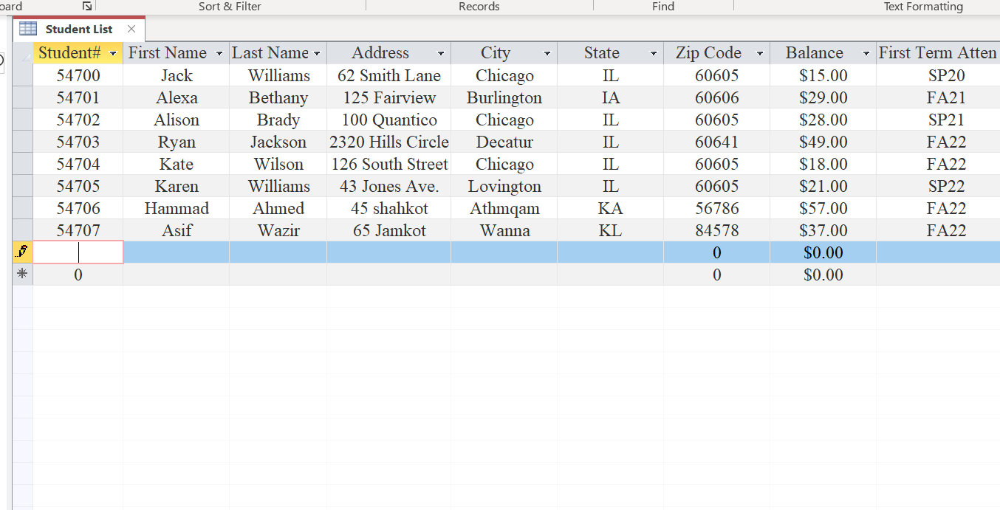 oard Sort & Filter Records Find Text Formatting
Student List
Student# First Name Last Name Address City State Zip Code Balance First Term Atten
54700 Jack Williams 62 Smith Lane Chicago IL 60605 $15.00 SP20
54701 Alexa Bethany 125 Fairview Burlington IA 60606 $29.00 FA21
54702 Alison Brady 100 Quantico Chicago IL 60605 $28.00 SP21
54703 Ryan Jackson 2320 Hills Circle Decatur IL 60641 $49.00 FA22
54704 Kate Wilson 126 South Street Chicago IL 60605 $18.00 FA22
54705 Karen Williams 43 Jones Ave. Lovington IL 60605 $21.00 SP22
54706 Hammad Ahmed 45 shahkot Athmqam KA 56786 $57.00 FA22
54707 Asif Wazir 65 Jamkot Wanna KL 84578 $37.00 FA22
0 $0.00
0 0 $0.00